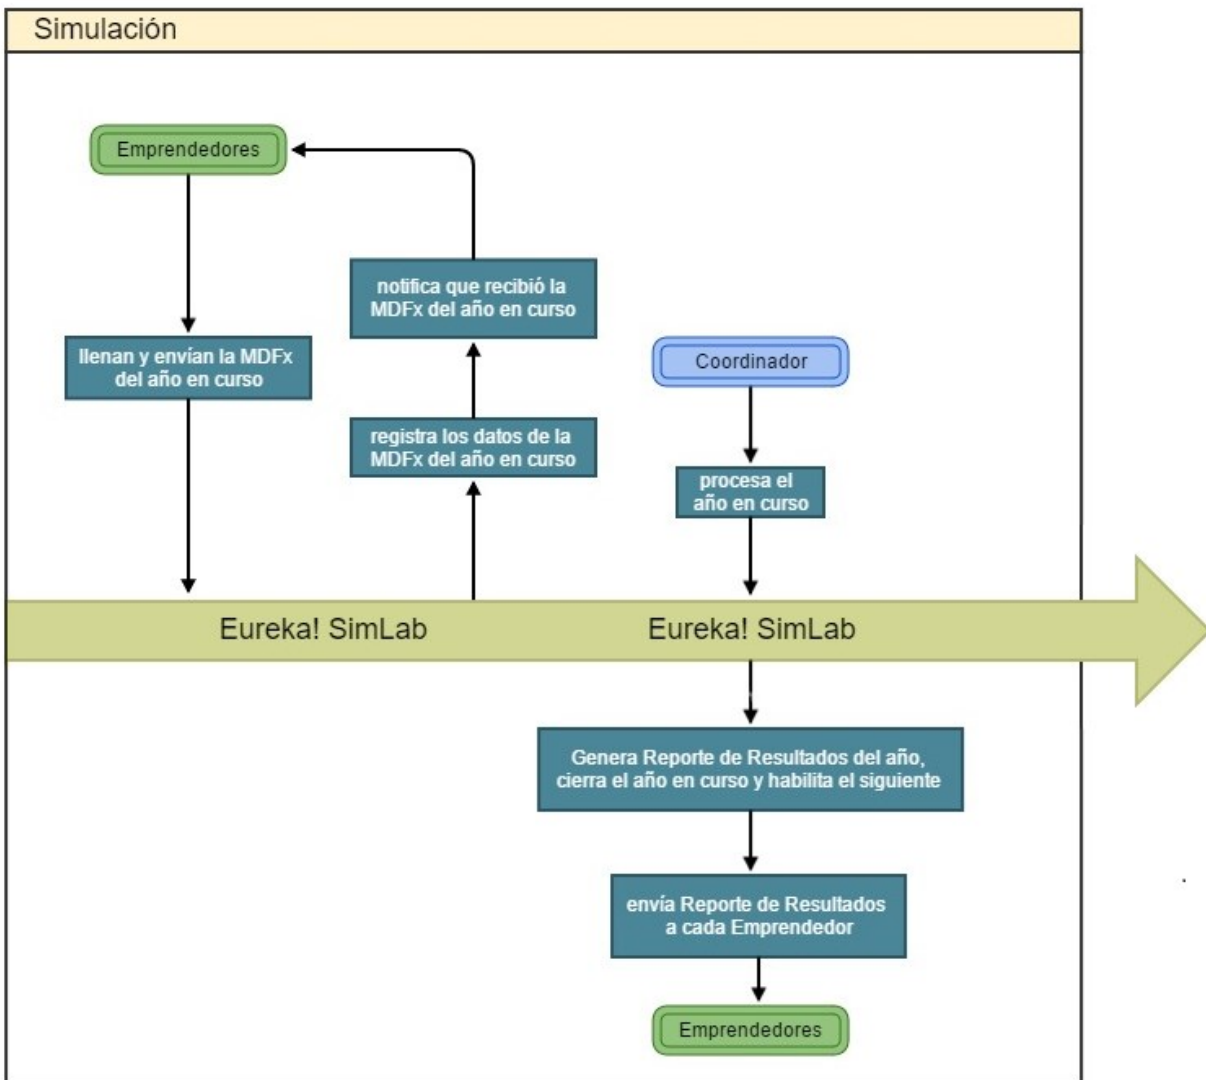 Simulación
Emprendedores
llenan y envían la MDFx
del año en curso
notifica que recibió la
MDFx del año en curso
registra los datos de la
MDFx del año en curso
Coordinador
procesa el
año en curso
Eureka! SimLab
Eureka! SimLab
Genera Reporte de Resultados del año,
cierra el año en curso y habilita el siguiente
envía Reporte de Resultados
a cada Emprendedor
Emprendedores